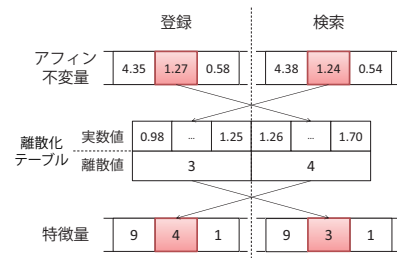 登録 検索
アフィン
不変量
4.35 1.27 0.58 4.38 1.24 0.54
離散化
テーブル
実数値 0.98 ... 1.25 1.26 ... 1.70
離散値 3 4
特徴量 9 4 1 9 3 1